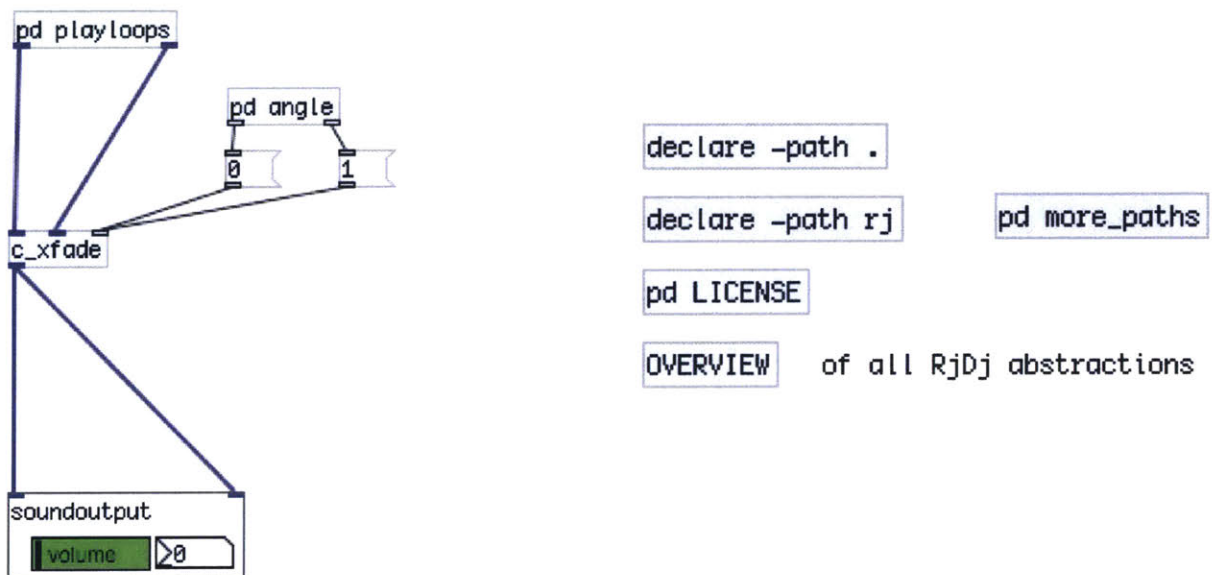 pd playloops
pd angle
0
1
c_xfade
soundoutput
volume
0
declare -path .
declare -path rj
pd more_paths
pd LICENSE
OVERVIEW
of all RjDj abstractions